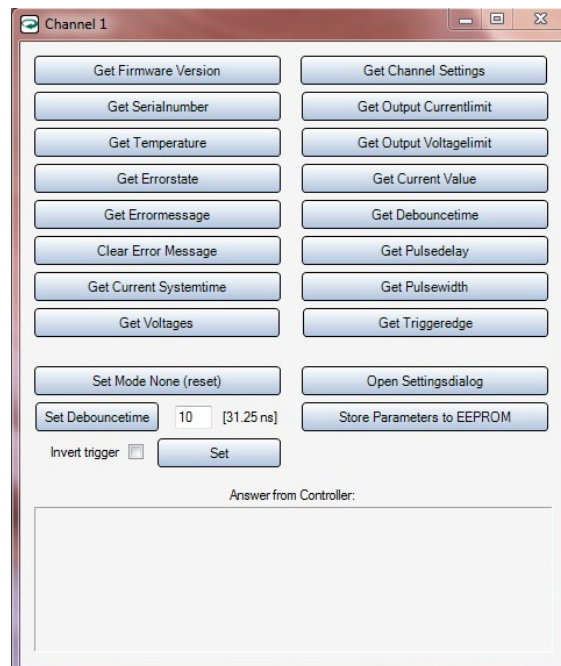 Channel 1
Get Firmware Version
Get Channel Settings
Get Serialnumber
Get Output Currentlimit
Get Temperature
Get Output Voltagelimit
Get Errorstate
Get Current Value
Get Errormessage
Get Debouncetime
Clear Error Message
Get Pulsedelay
Get Current Systemtime
Get Pulsewidth
Get Voltages
Get Triggeredge
Set Mode None (reset)
Open Settingsdialog
Set Debouncetime 10 [31.25 ns]
Store Parameters to EEPROM
Invert trigger Set
Answer from Controller: